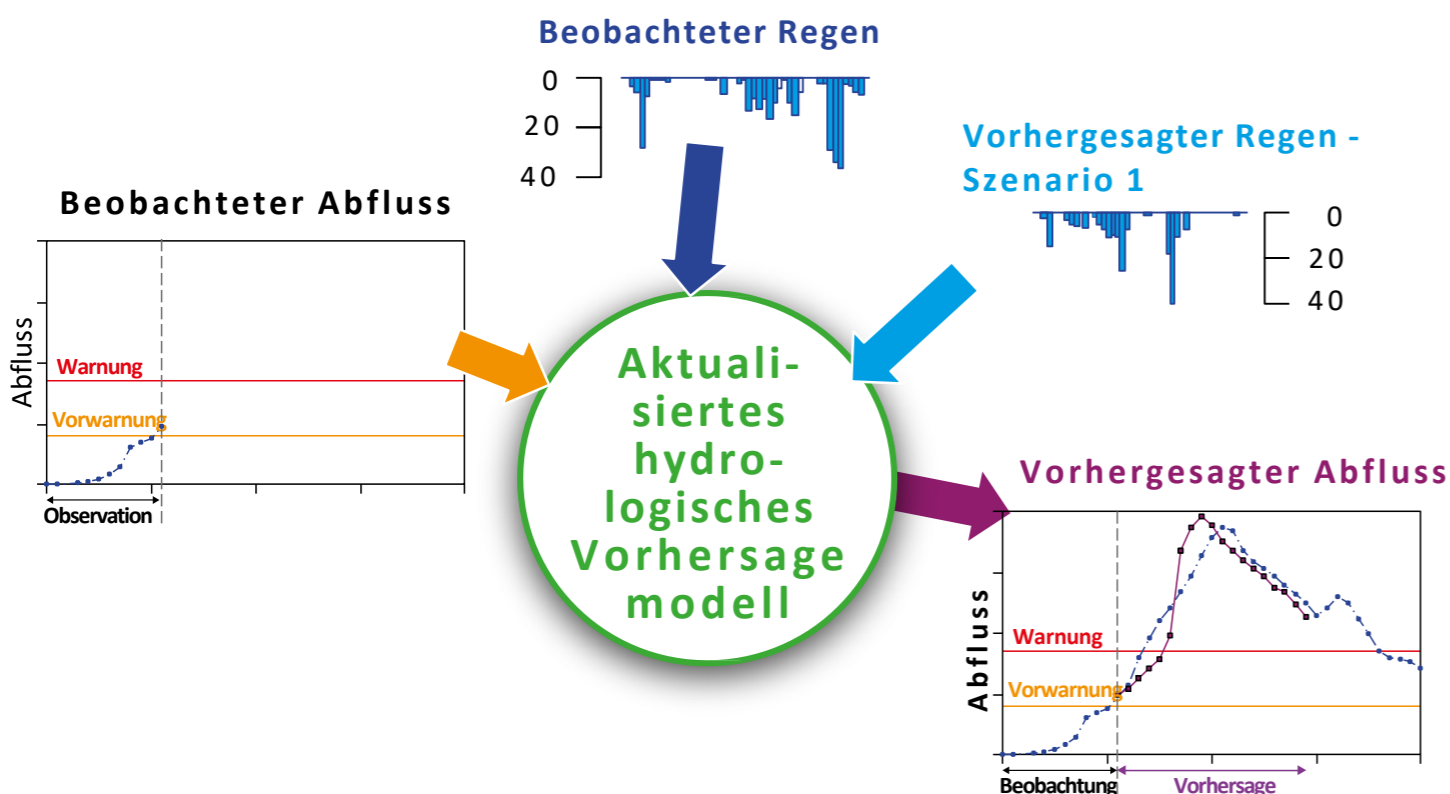 Beobachteter Regen
0
20
40
Vorhergesagter Regen -
Szenario 1
0
20
40
Beobachteter Abfluss
Abfluss
Warnung
Vorwarnung
Observation
Aktuali-
siertes
hydro-
logisches
Vorhersage
modell
Vorhergesagter Abfluss
Abfluss
Warnung
Vorwarnung
Beobachtung
Vorhersage